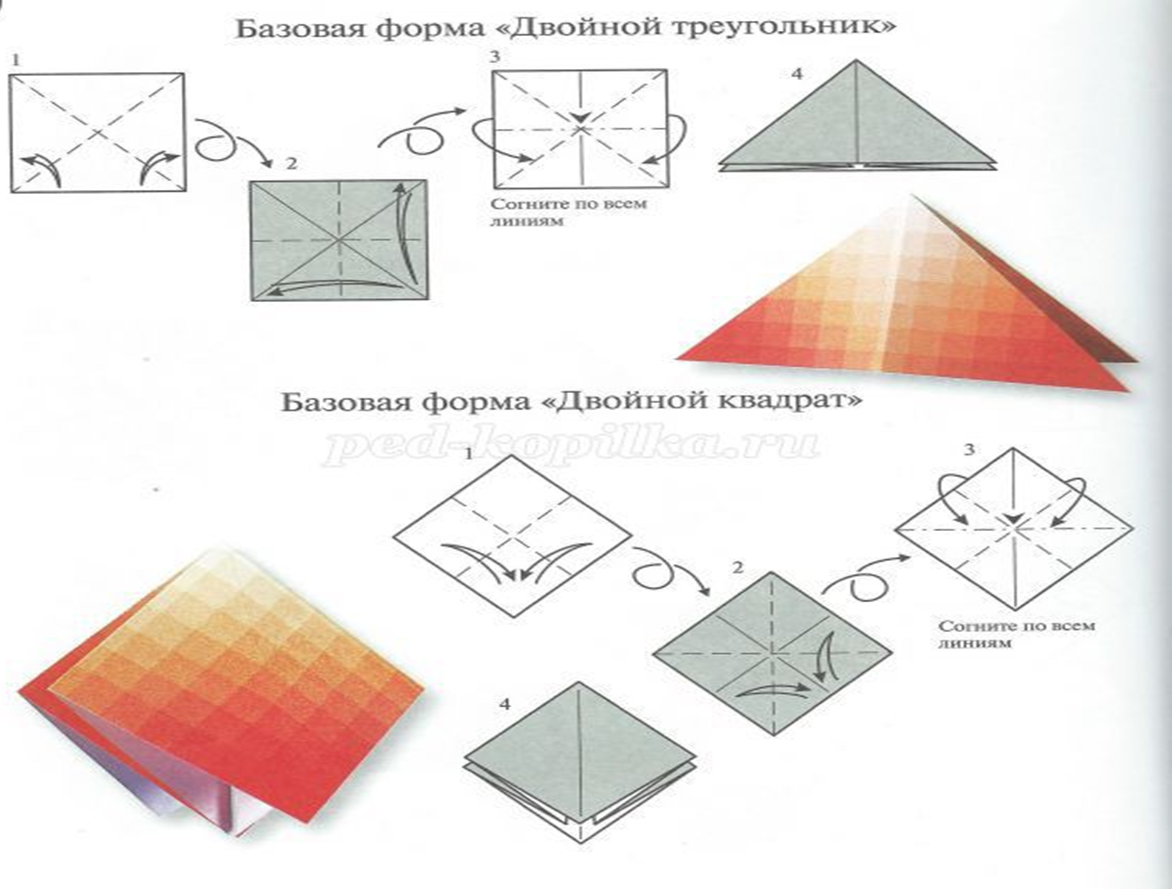 Базовая форма «Двойной треугольник»
1
2
3
Согните по всем
линиям
4
Базовая форма «Двойной квадрат»
ped-kopilka.ru
1
2
3
Согните по всем
линиям
4